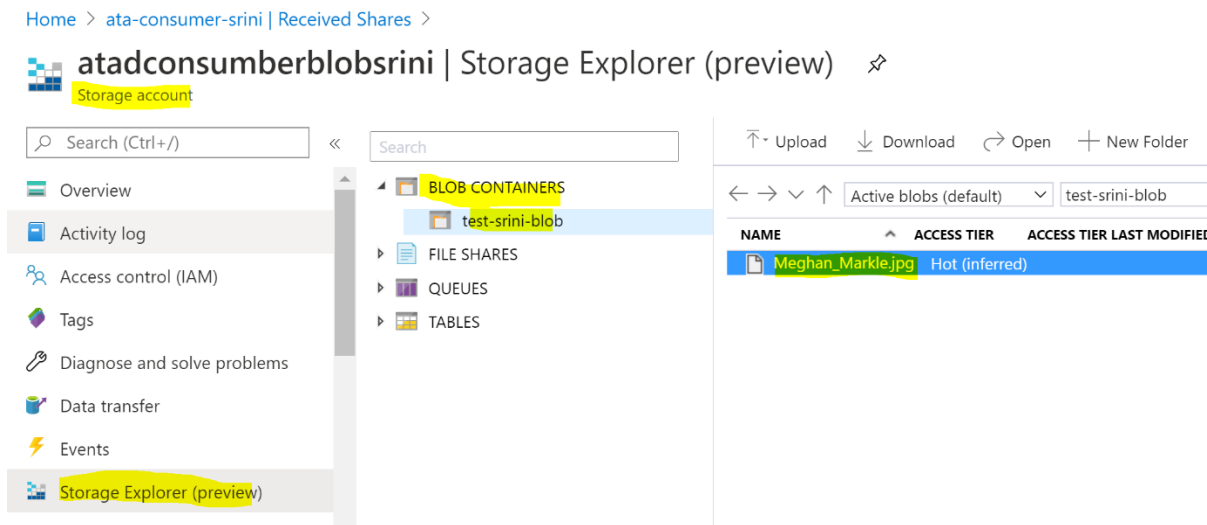 Home > ata-consumer-srini | Received Shares >
atadconsumberblobsrini | Storage Explorer (preview)
Storage account
Search (Ctrl+/)
«
Overview
Activity log
Access control (IAM)
Tags
Diagnose and solve problems
Data transfer
Events
Storage Explorer (preview)
Search
BLOB CONTAINERS
test-srini-blob
FILE SHARES
QUEUES
TABLES
Upload Download Open New Folder
Active blobs (default) test-srini-blob
NAME ACCESS TIER ACCESS TIER LAST MODIFIED
Meghan_Markle.jpg Hot (inferred)